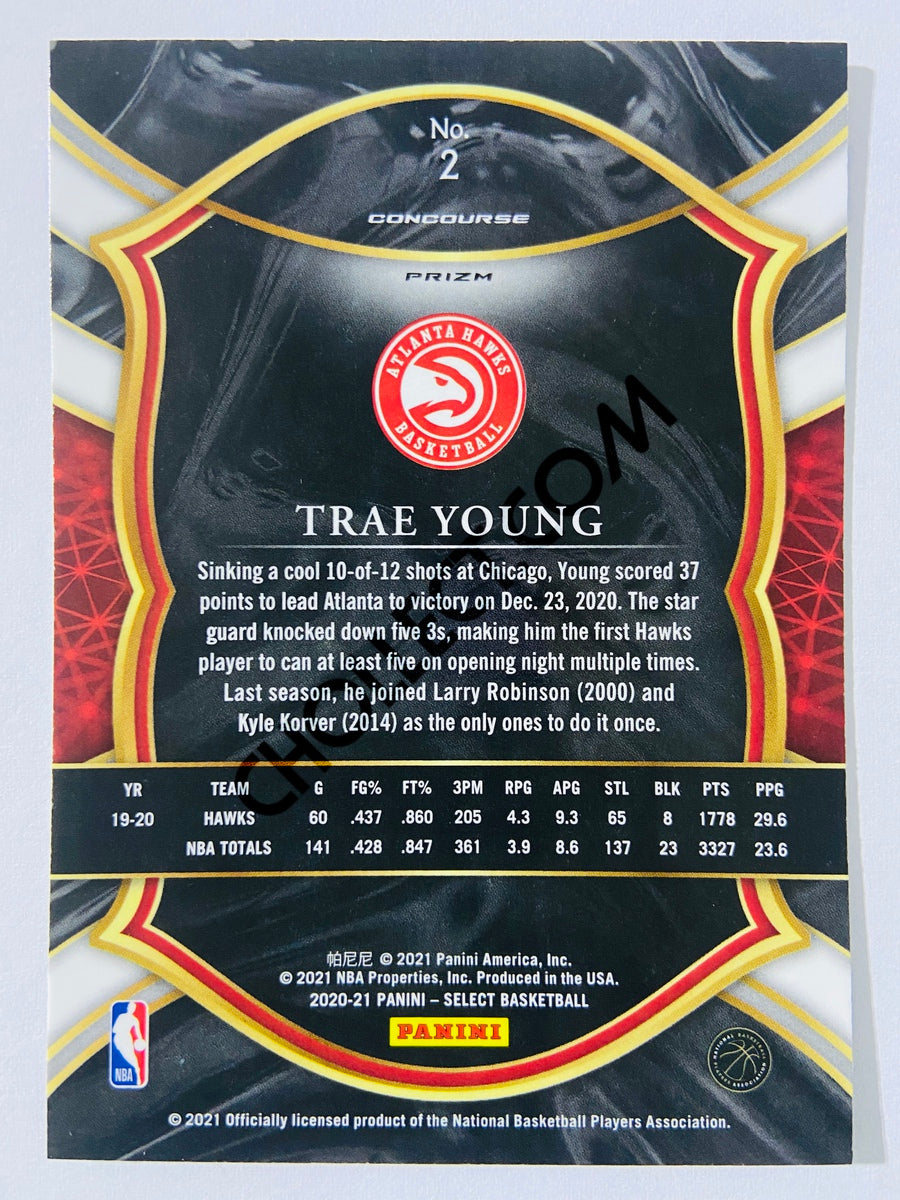 No.
2
CONCOURSE
PRIZM
ATLANTA HAWKS
BASKETBALL
TRAE YOUNG
Sinking a cool 10-of-12 shots at Chicago, Young scored 37
points to lead Atlanta to victory on Dec. 23, 2020. The star
guard knocked down five 3s, making him the first Hawks
player to can at least five on opening night multiple times.
Last season, he joined Larry Robinson (2000) and
Kyle Korver (2014) as the only ones to do it once.
YR TEAM G FG% FT% 3PM RPG APG STL BLK PTS PPG
19-20 HAWKS 60 .437 .860 205 4.3 9.3 65 8 1778 29.6
NBA TOTALS 141 .428 .847 361 3.9 8.6 137 23 3327 23.6
帕尼尼 © 2021 Panini America, Inc.
© 2021 NBA Properties, Inc. Produced in the USA.
2020-21 PANINI – SELECT BASKETBALL
PANINI
NBA
NATIONAL BASKETBALL
PLAYERS ASSOCIATION
© 2021 Officially licensed product of the National Basketball Players Association.